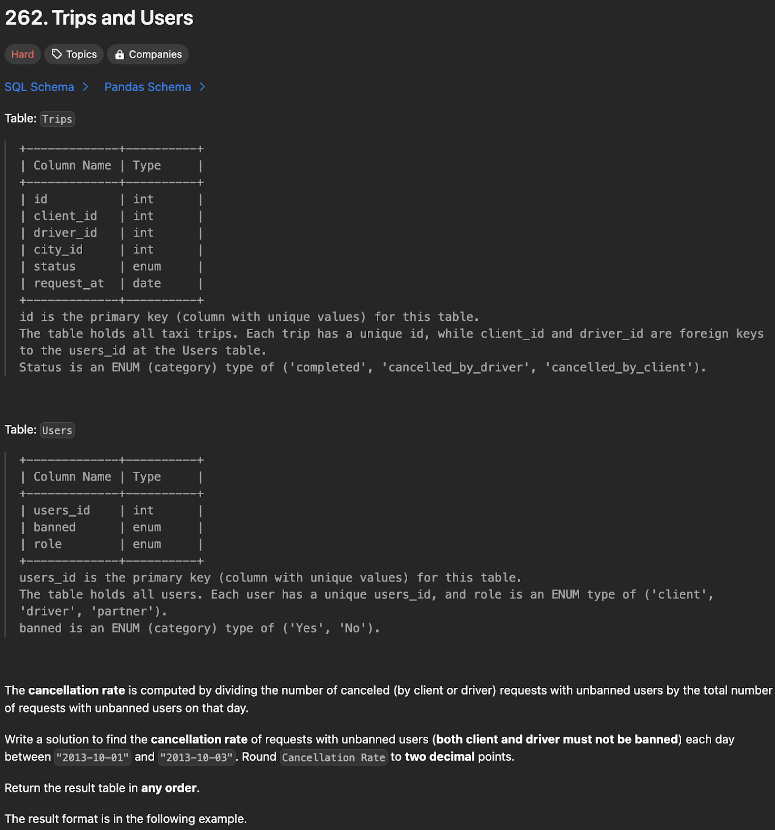 262. Trips and Users
Hard Topics Companies
SQL Schema > Pandas Schema >
Table: Trips
+-------------+----------+
| Column Name | Type     |
+-------------+----------+
| id          | int      |
| client_id   | int      |
| driver_id   | int      |
| city_id     | int      |
| status      | enum     |
| request_at  | date     |
+-------------+----------+
id is the primary key (column with unique values) for this table.
The table holds all taxi trips. Each trip has a unique id, while client_id and driver_id are foreign keys
to the users_id at the Users table.
Status is an ENUM (category) type of ('completed', 'cancelled_by_driver', 'cancelled_by_client').
Table: Users
+-------------+----------+
| Column Name | Type     |
+-------------+----------+
| users_id    | int      |
| banned      | enum     |
| role        | enum     |
+-------------+----------+
users_id is the primary key (column with unique values) for this table.
The table holds all users. Each user has a unique users_id, and role is an ENUM type of ('client',
'driver', 'partner').
banned is an ENUM (category) type of ('Yes', 'No').
The cancellation rate is computed by dividing the number of canceled (by client or driver) requests with unbanned users by the total number
of requests with unbanned users on that day.
Write a solution to find the cancellation rate of requests with unbanned users (both client and driver must not be banned) each day
between "2013-10-01" and "2013-10-03". Round Cancellation Rate to two decimal points.
Return the result table in any order.
The result format is in the following example.